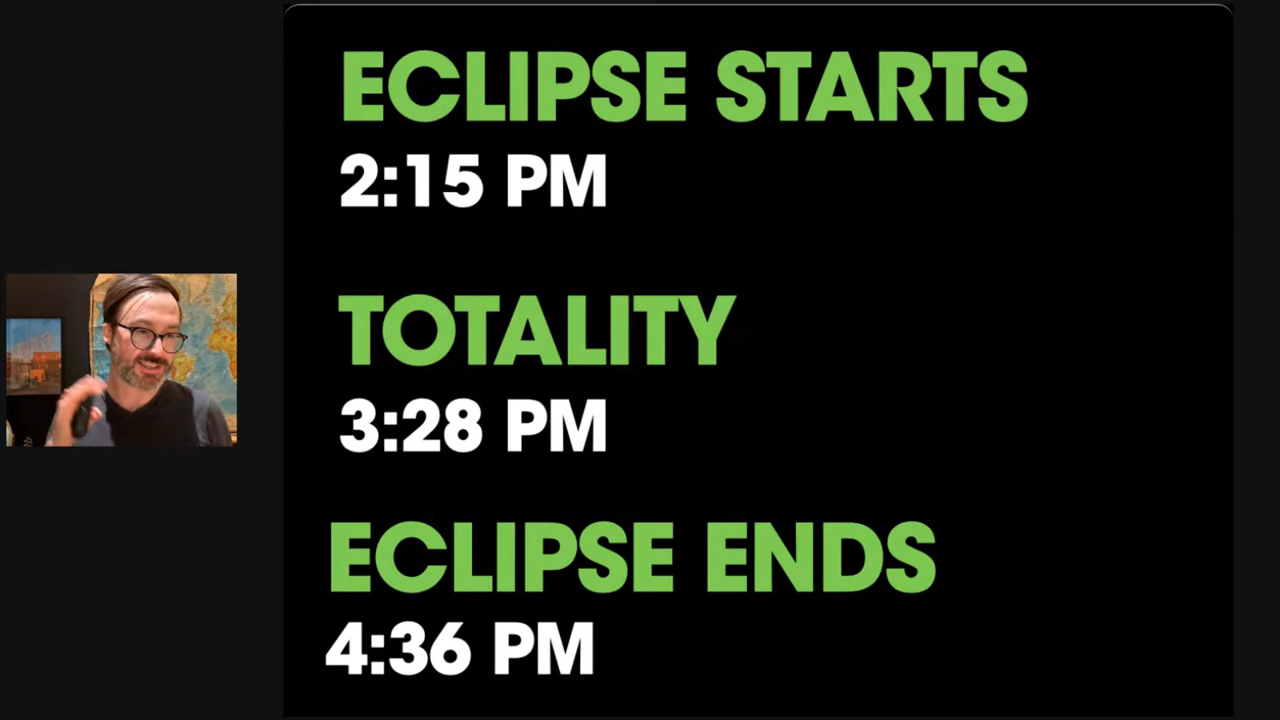 ECLIPSE STARTS
2:15 PM
TOTALITY
3:28 PM
ECLIPSE ENDS
4:36 PM